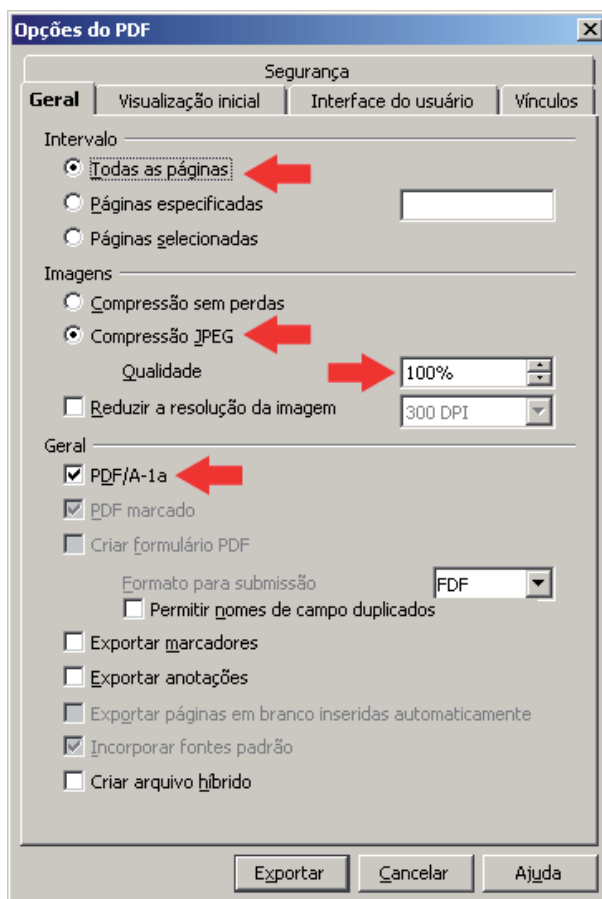 Opções do PDF
Segurança
Geral Visualização inicial Interface do usuário Vínculos
Intervalo
Todas as páginas
Páginas especificadas
Páginas selecionadas
Imagens
Compressão sem perdas
Compressão JPEG
Qualidade 100%
Reduzir a resolução da imagem 300 DPI
Geral
PDF/A-1a
PDF marcado
Criar formulário PDF
Formato para submissão FDF
Permitir nomes de campo duplicados
Exportar marcadores
Exportar anotações
Exportar páginas em branco inseridas automaticamente
Incorporar fontes padrão
Criar arquivo híbrido
Exportar Cancelar Ajuda